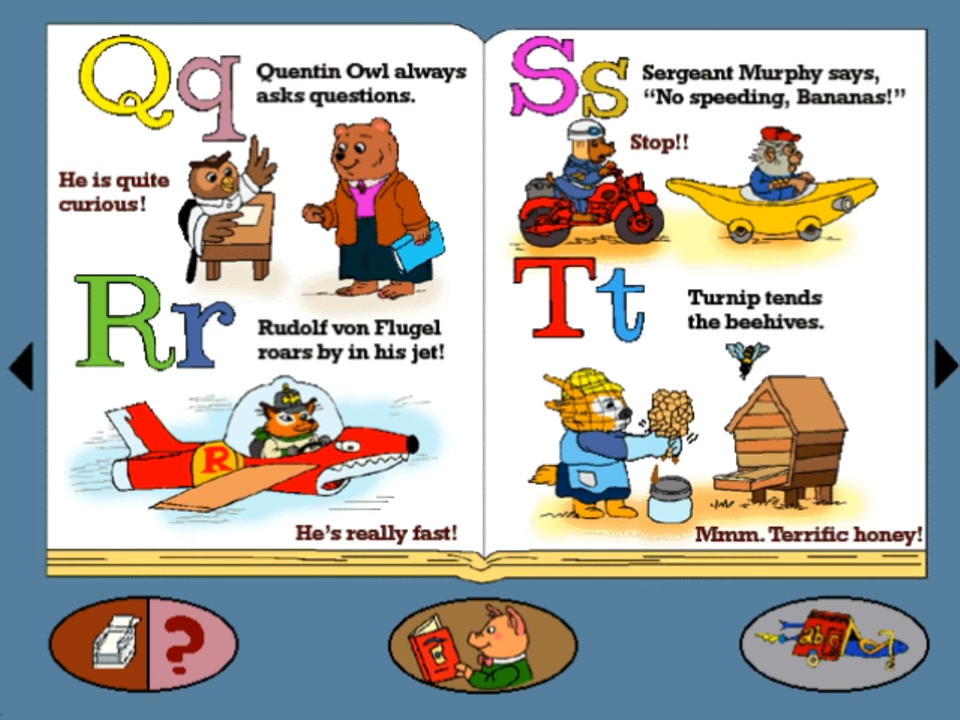 Qq
Quentin Owl always
asks questions.
He is quite
curious!
Rr
Rudolf von Flugel
roars by in his jet!
R
He's really fast!
Ss
Sergeant Murphy says,
“No speeding, Bananas!”
Stop!!
Tt
Turnip tends
the beehives.
Mmm. Terrific honey!
?
abc